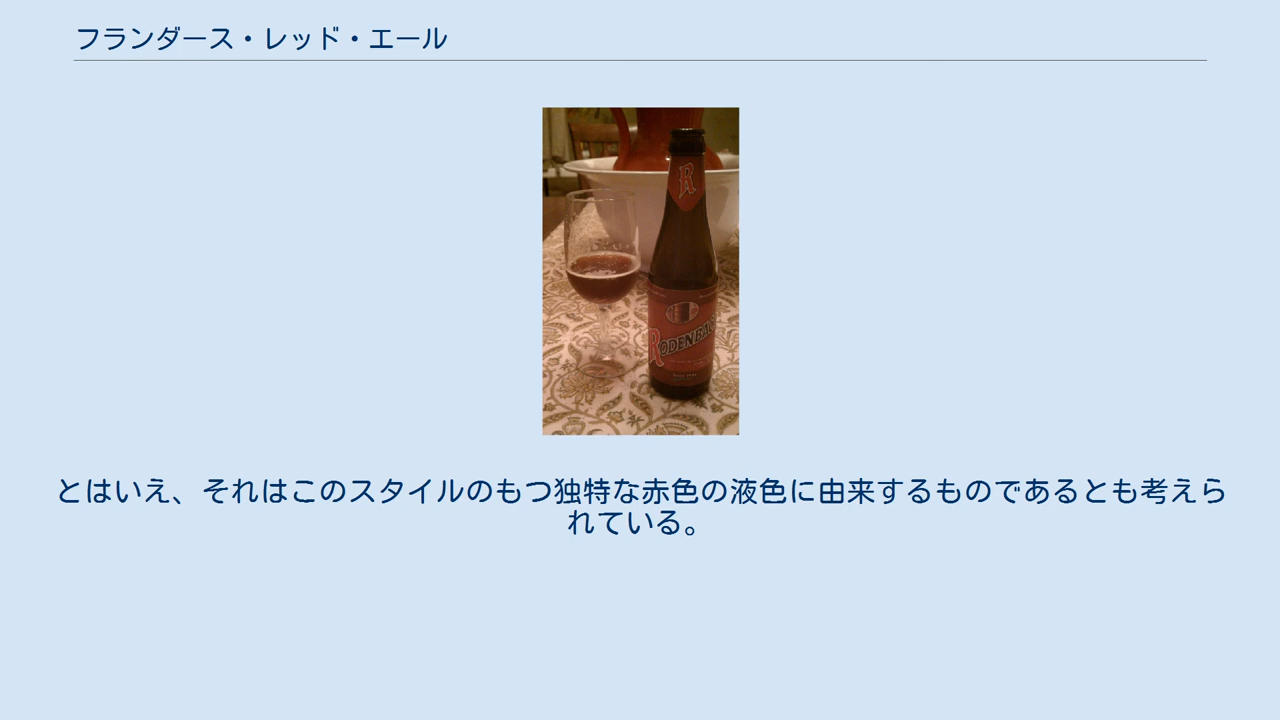 フランダース・レッド・エール
R
RODENBAC
とはいえ、それはこのスタイルのもつ独特な赤色の液色に由来するものであるとも考えら
れている。